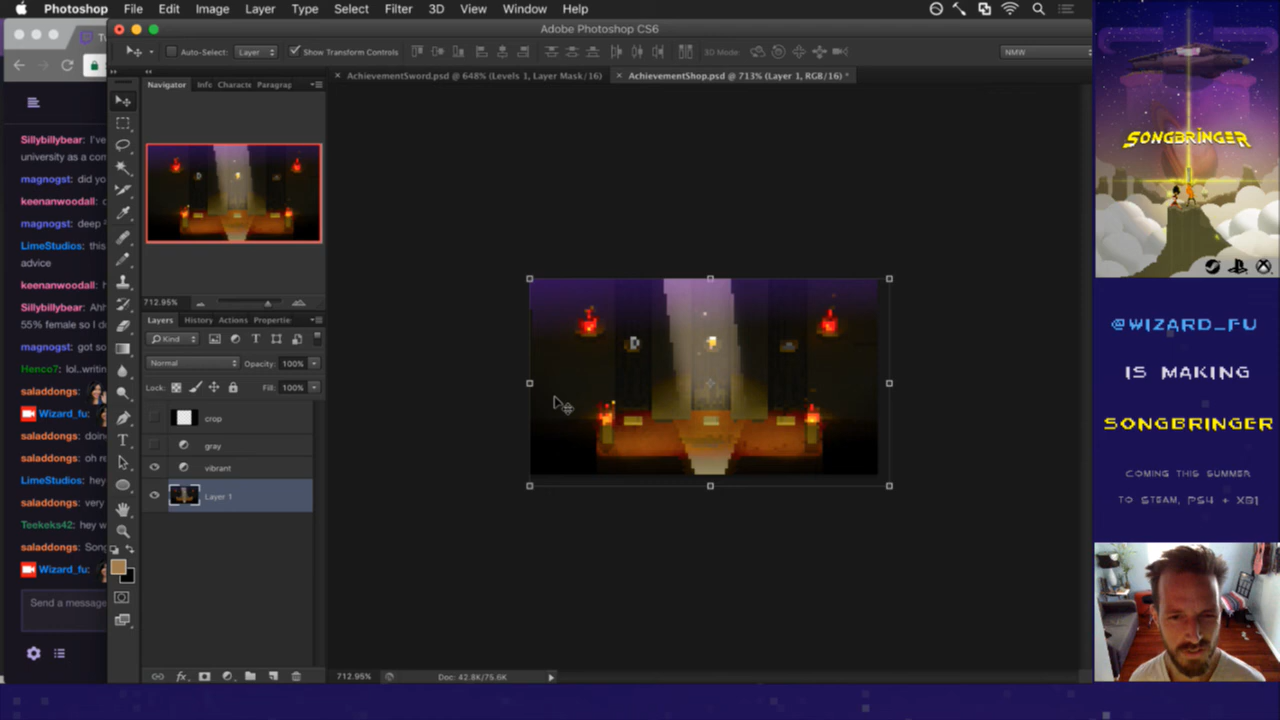 Photoshop File Edit Image Layer Type Select Filter 3D View Window Help
Adobe Photoshop CS6
Auto-Select: Layer Show Transform Controls 3D Mode: NMW
AchievementSword.psd @ 648% (Levels 1, Layer Mask/16) AchievementShop.psd @ 713% (Layer 1, RGB/16) *
Navigator Info Characte Paragrap
712.95%
Layers History Actions Propertie
Kind
Normal Opacity: 100%
Lock: Fill: 100%
crop
gray
vibrant
Layer 1
712.95% Doc: 42.8K/75.6K
Sillybillybear: I've
university as a com
magnogst: did yo
keenanwoodall: c
magnogst: deep
LimeStudios: this
advice
keenanwoodall: h
Sillybillybear: Ahh
55% female so I d
magnogst: got so
Henco7: lol..writin
saladdongs:
Wizard_fu:
saladdongs: doing
saladdongs: oh re
LimeStudios: hey
saladdongs: very
Teekeks42: hey w
saladdongs: Song
Wizard_fu:
Send a message
SONGBRINGER
@WIZARD_FU
IS MAKING
SONGBRINGER
COMING THIS SUMMER
TO STEAM, PS4 + XB1